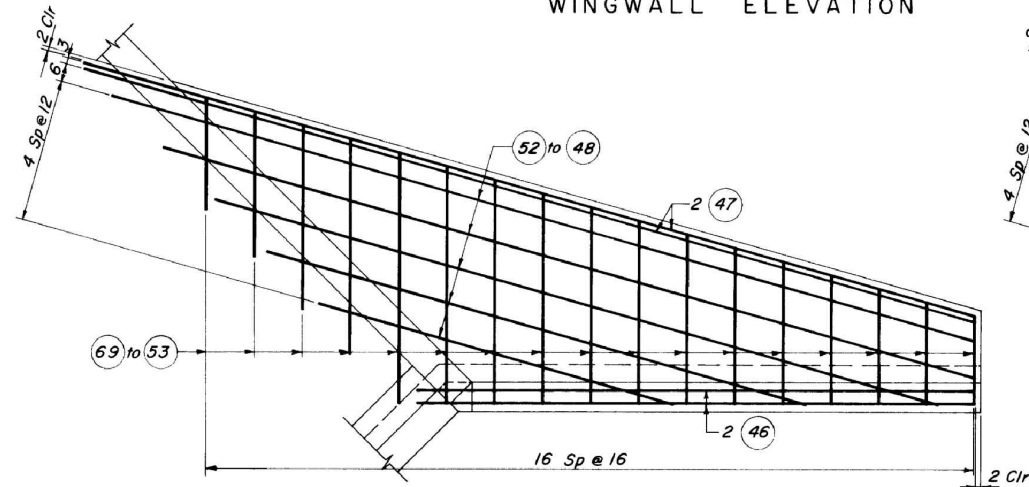 WINGWALL ELEVATION
2 Clr
3
6
4 Sp @ 12
52 to 48
2 47
69 to 53
2 46
16 Sp @ 16
2 Clr
4 Sp @ 12